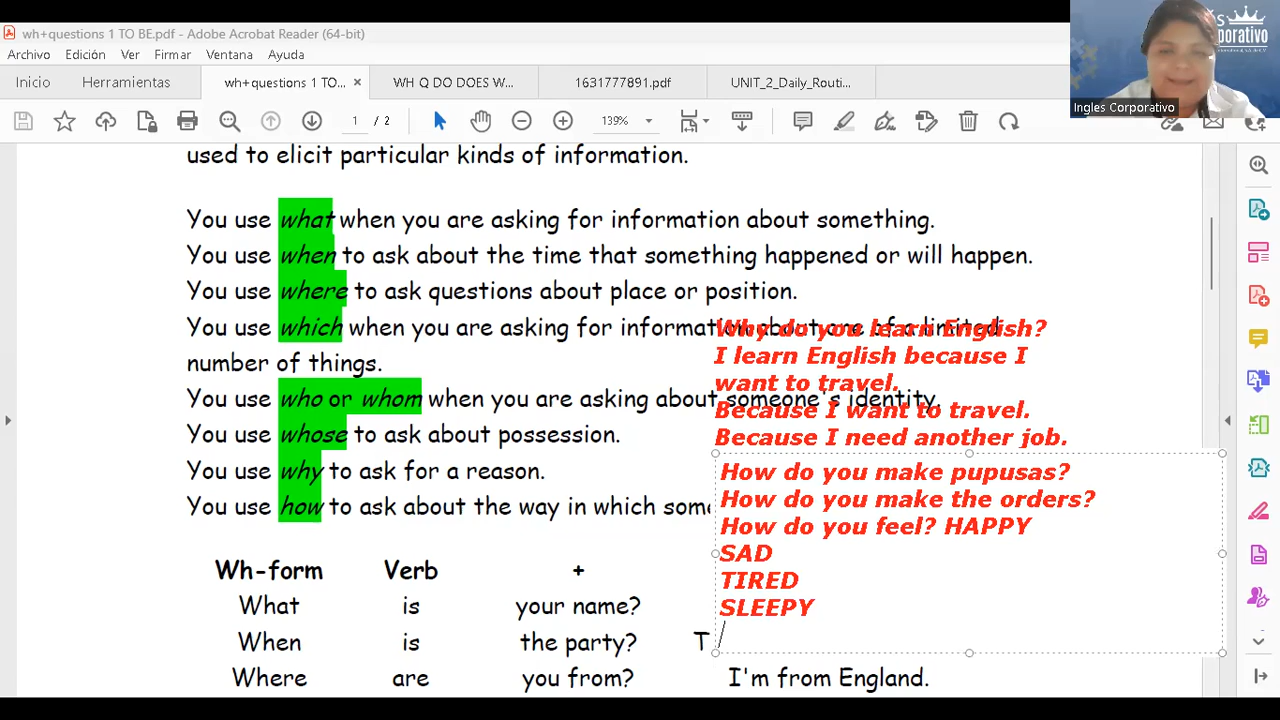 wh+questions 1 TO BE.pdf - Adobe Acrobat Reader (64-bit)
Archivo Edición Ver Firmar Ventana Ayuda
Inicio Herramientas wh+questions 1 TO... × WH Q DO DOES W... 1631777891.pdf UNIT_2_Daily_Routi...
Ingles Corporativo
1 / 2 139%
used to elicit particular kinds of information.
You use what when you are asking for information about something.
You use when to ask about the time that something happened or will happen.
You use where to ask questions about place or position.
You use which when you are asking for information about one of a limited
number of things.
You use who or whom when you are asking about someone's identity.
You use whose to ask about possession.
You use why to ask for a reason.
You use how to ask about the way in which
Why do you learn English?
I learn English because I
want to travel.
Because I want to travel.
Because I need another job.
How do you make pupusas?
How do you make the orders?
How do you feel? HAPPY
SAD
TIRED
SLEEPY
Wh-form Verb +
What is your name?
When is the party? T
Where are you from? I'm from England.